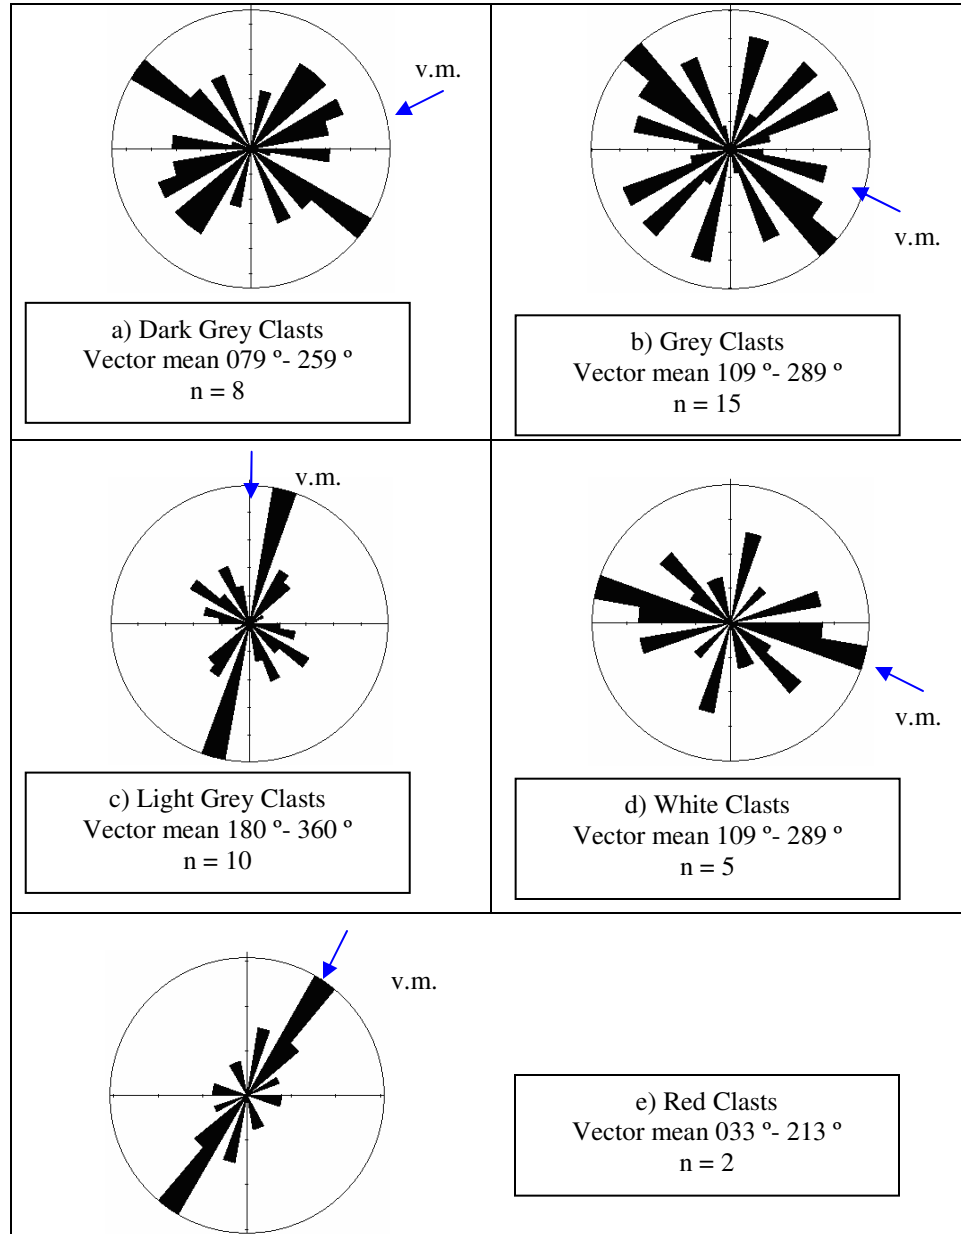 v.m.
a) Dark Grey Clasts
Vector mean 079 º- 259 º
n = 8
v.m.
b) Grey Clasts
Vector mean 109 º- 289 º
n = 15
v.m.
c) Light Grey Clasts
Vector mean 180 º- 360 º
n = 10
v.m.
d) White Clasts
Vector mean 109 º- 289 º
n = 5
v.m.
e) Red Clasts
Vector mean 033 º- 213 º
n = 2